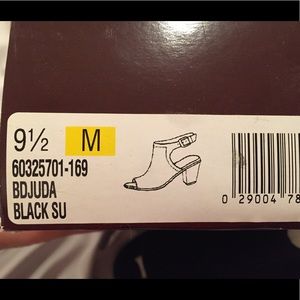 9½ M
60325701-169
BDJUDA
BLACK SU
0 29004 78